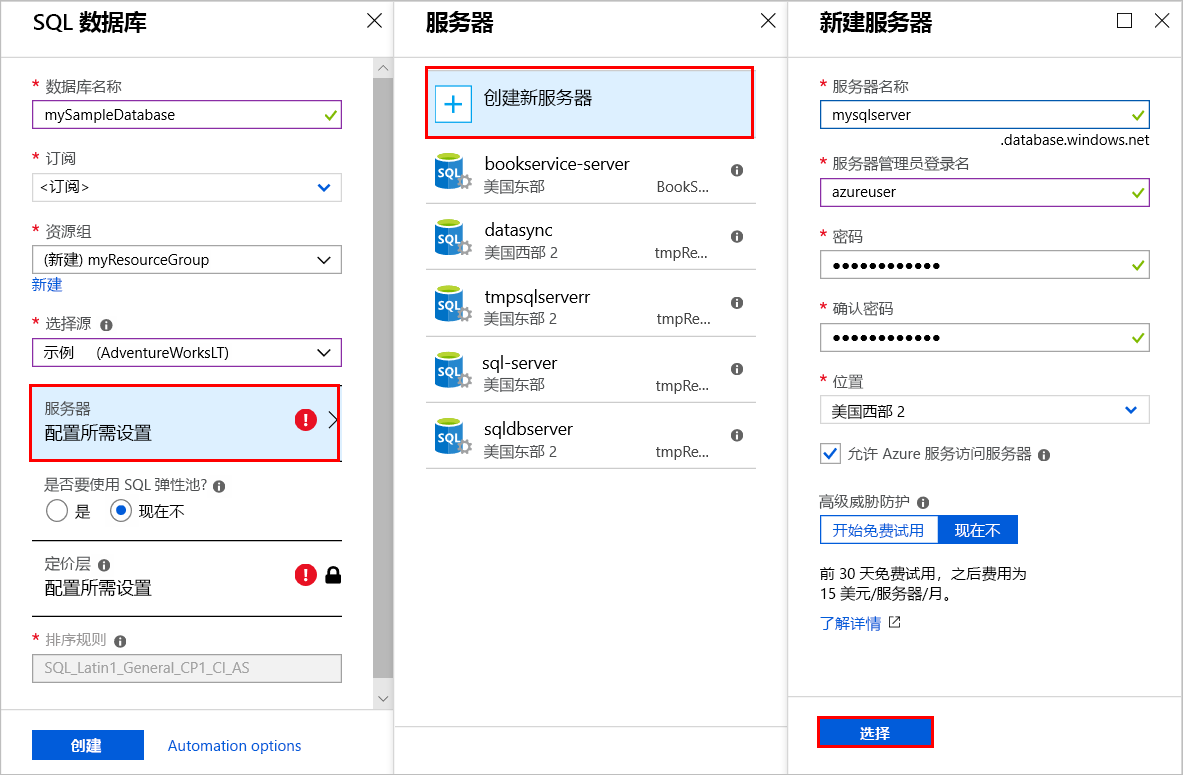 SQL 数据库
* 数据库名称
mySampleDatabase
* 订阅
<订阅>
* 资源组
(新建) myResourceGroup
新建
* 选择源
示例 (AdventureWorksLT)
服务器
配置所需设置
是否要使用 SQL 弹性池?
是 现在不
定价层
配置所需设置
* 排序规则
SQL_Latin1_General_CP1_CI_AS
创建 Automation options
服务器
创建新服务器
bookservice-server
美国东部 BookS...
datasync
美国西部 2 tmpRe...
tmpsqlserverr
美国东部 2 tmpRe...
sql-server
美国东部 tmpRe...
sqldbserver
美国东部 2 tmpRe...
新建服务器
* 服务器名称
mysqlserver
.database.windows.net
* 服务器管理员登录名
azureuser
* 密码
●●●●●●●●●●●●
* 确认密码
●●●●●●●●●●●●
* 位置
美国西部 2
允许 Azure 服务访问服务器
高级威胁防护
开始免费试用 现在不
前 30 天免费试用，之后费用为
15 美元/服务器/月。
了解详情
选择